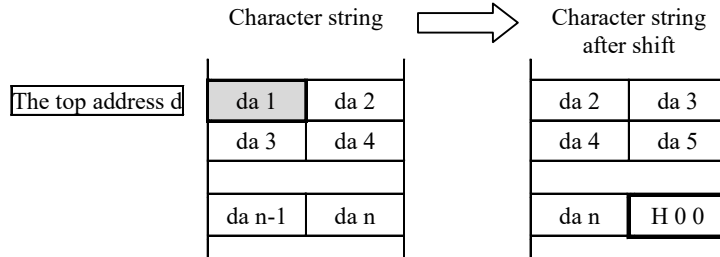 Character string
Character string
after shift
The top address d
da 1 da 2 da 2 da 3
da 3 da 4 da 4 da 5
da n-1 da n da n H 0 0